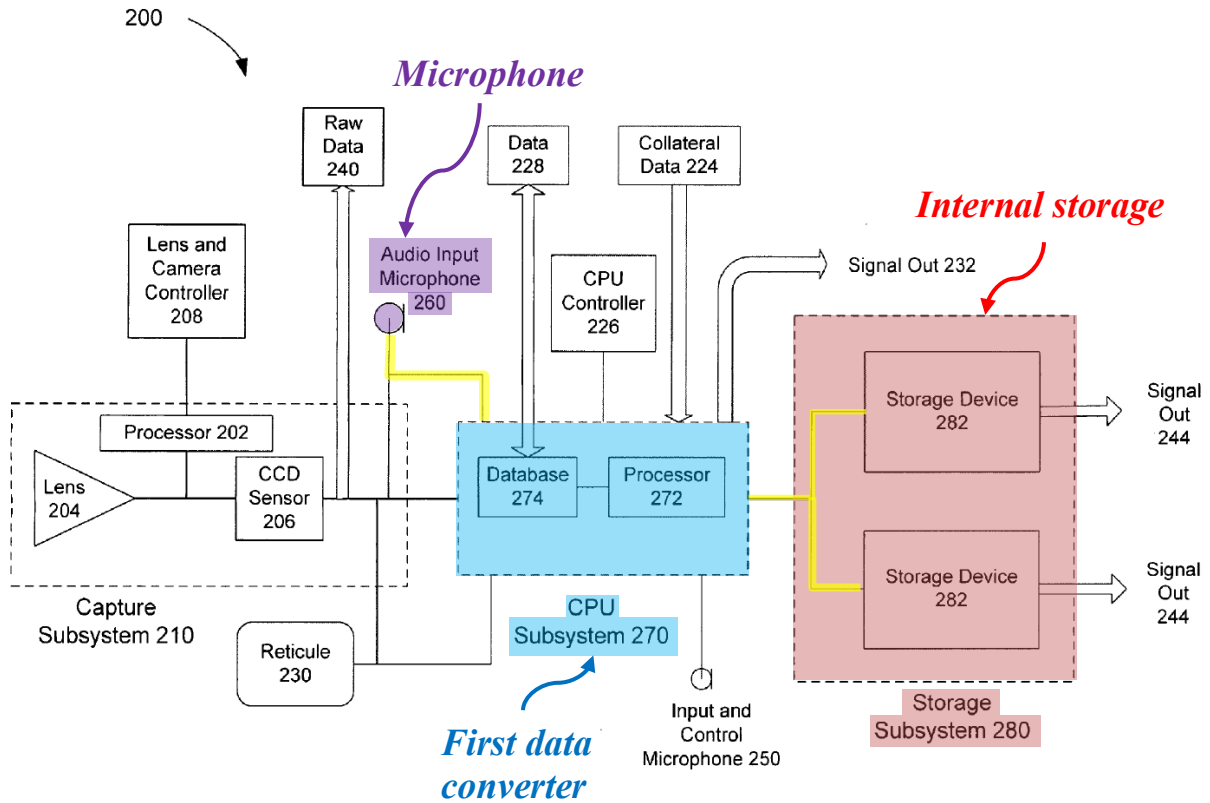 200
Microphone
Raw
Data
240
Data
228
Collateral
Data 224
Internal storage
Lens and
Camera
Controller
208
Audio Input
Microphone
260
CPU
Controller
226
Signal Out 232
Processor 202
Lens
204
CCD
Sensor
206
Database
274
Processor
272
Storage Device
282
Signal
Out
244
Storage Device
282
Signal
Out
244
Capture
Subsystem 210
CPU
Subsystem 270
Reticule
230
Input and
Control
Microphone 250
Storage
Subsystem 280
First data
converter